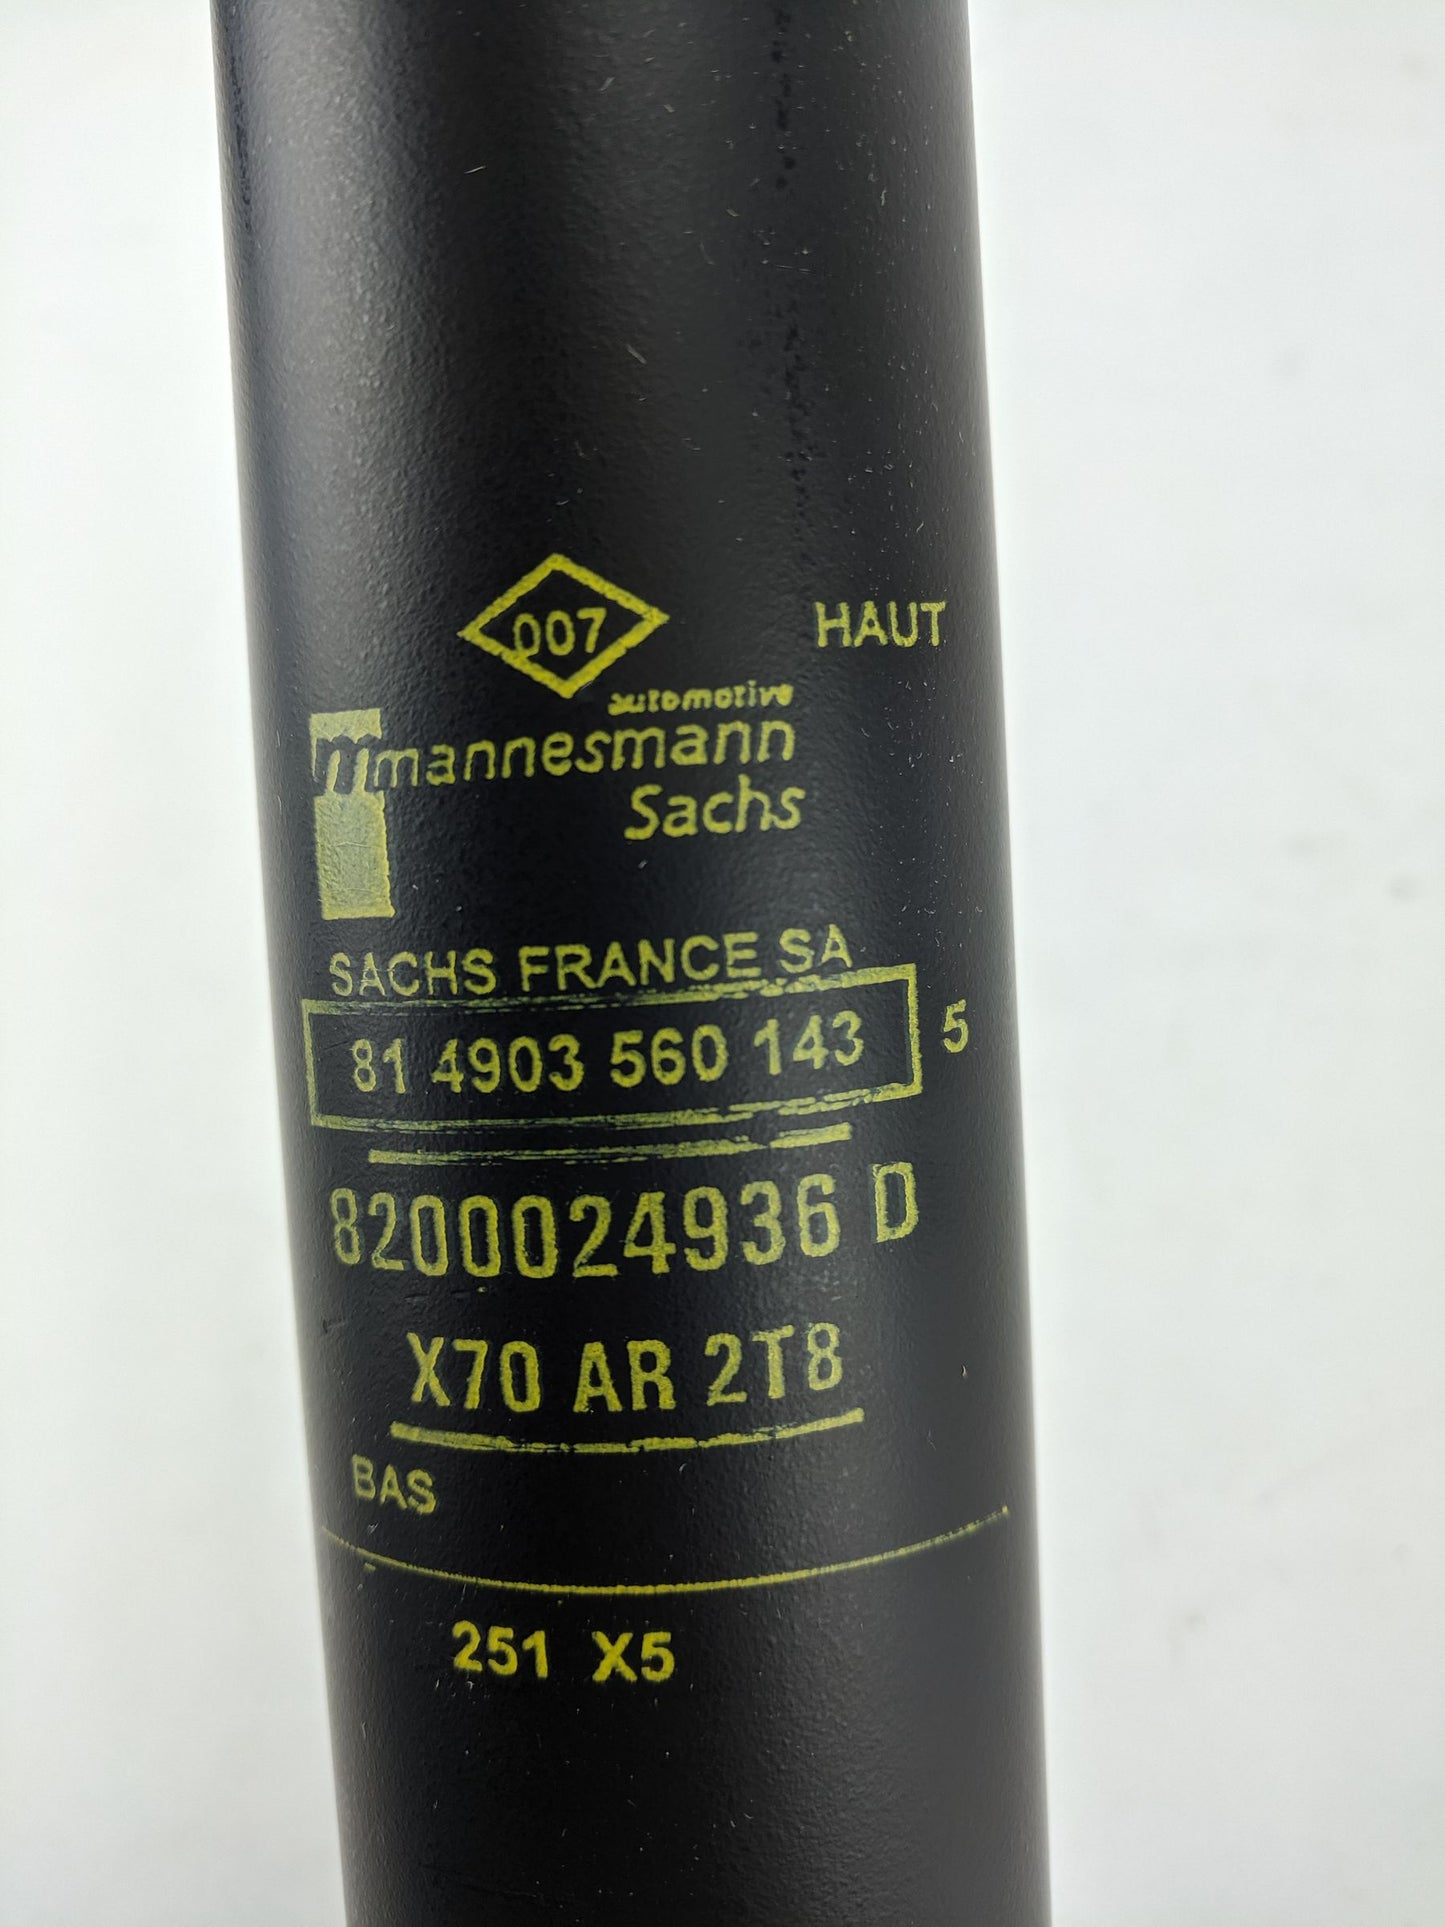 007
HAUT
automotive
mannesmann
Sachs
SACHS FRANCE SA
81 4903 560 143 5
8200024936 D
X70 AR 2T8
BAS
251 X5